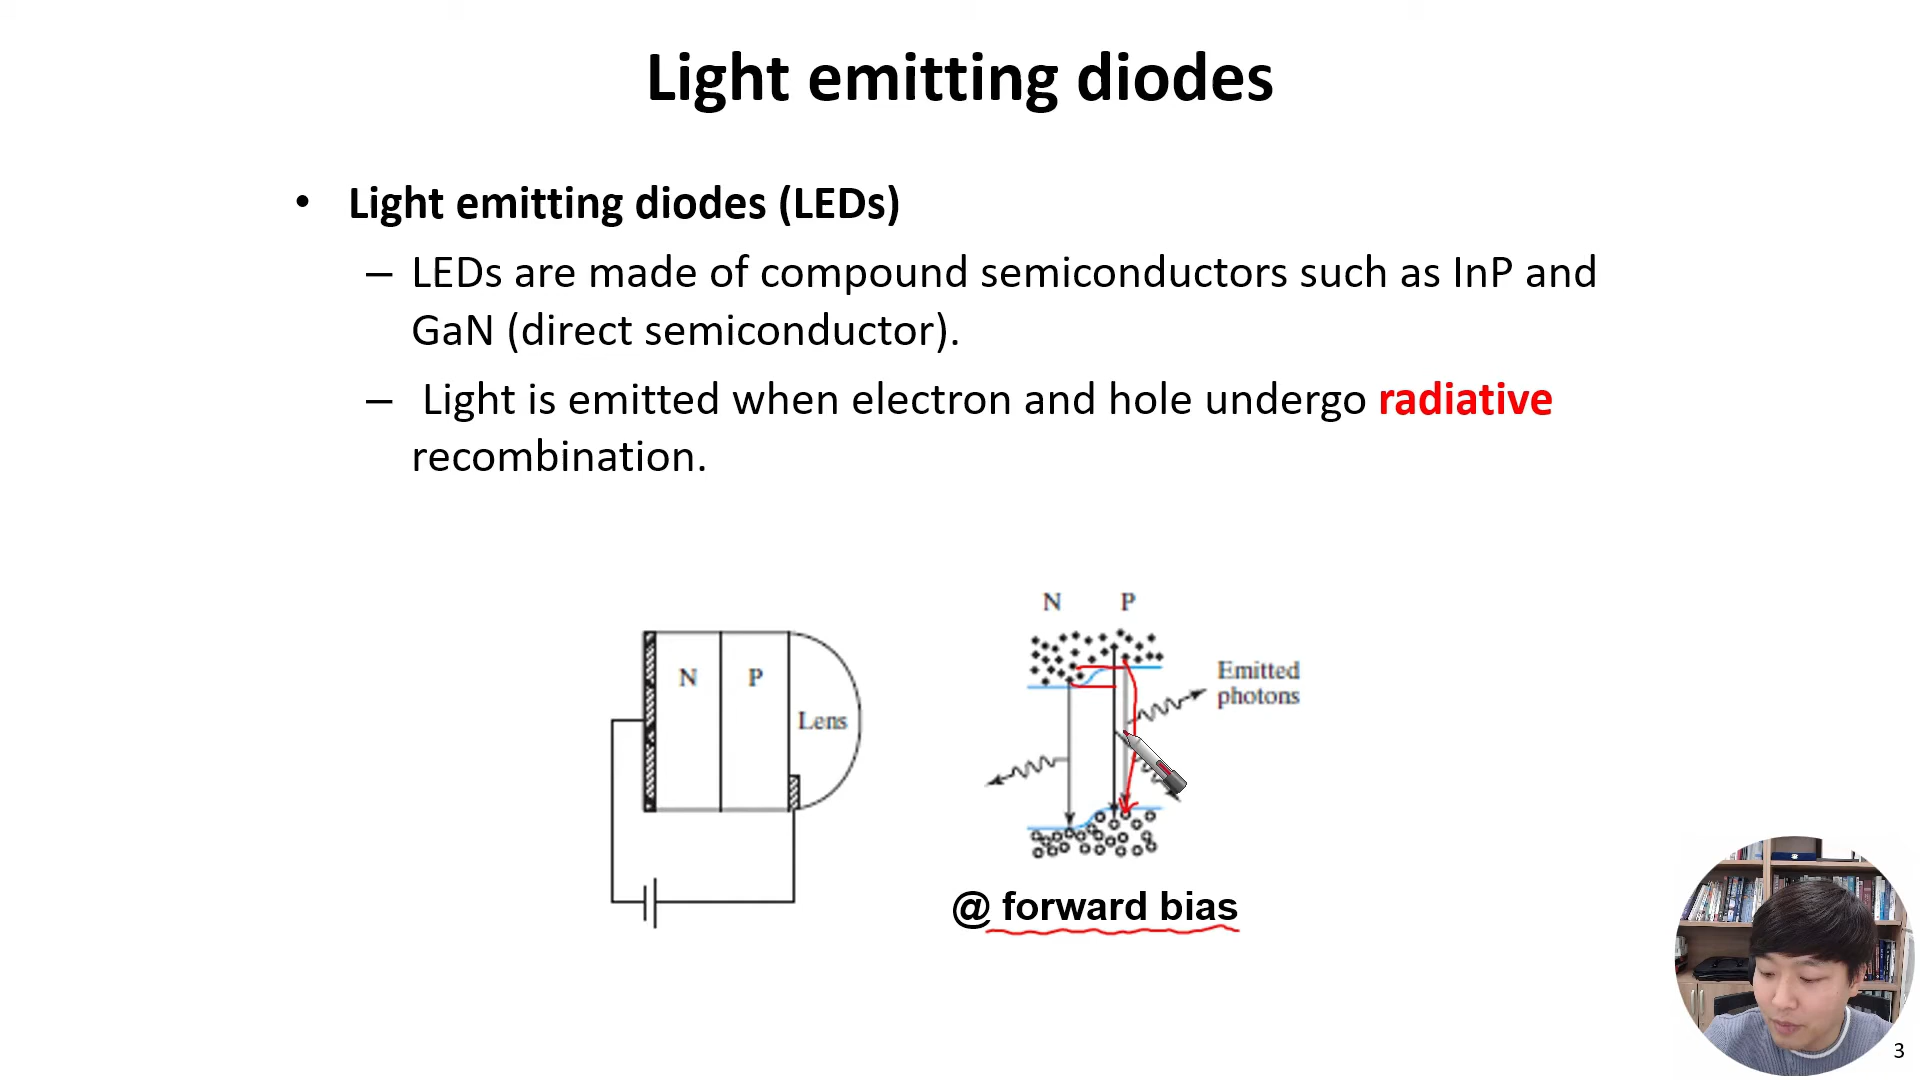 Light emitting diodes
• Light emitting diodes (LEDs)
– LEDs are made of compound semiconductors such as InP and
GaN (direct semiconductor).
– Light is emitted when electron and hole undergo radiative
recombination.
N P
N P
Emitted
photons
Lens
@ forward bias
3